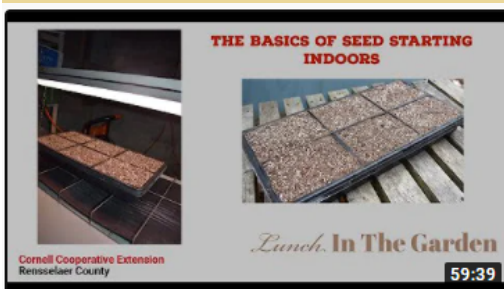 THE BASICS OF SEED STARTING
INDOORS
Lunch In The Garden
Cornell Cooperative Extension
Rensselaer County
59:39